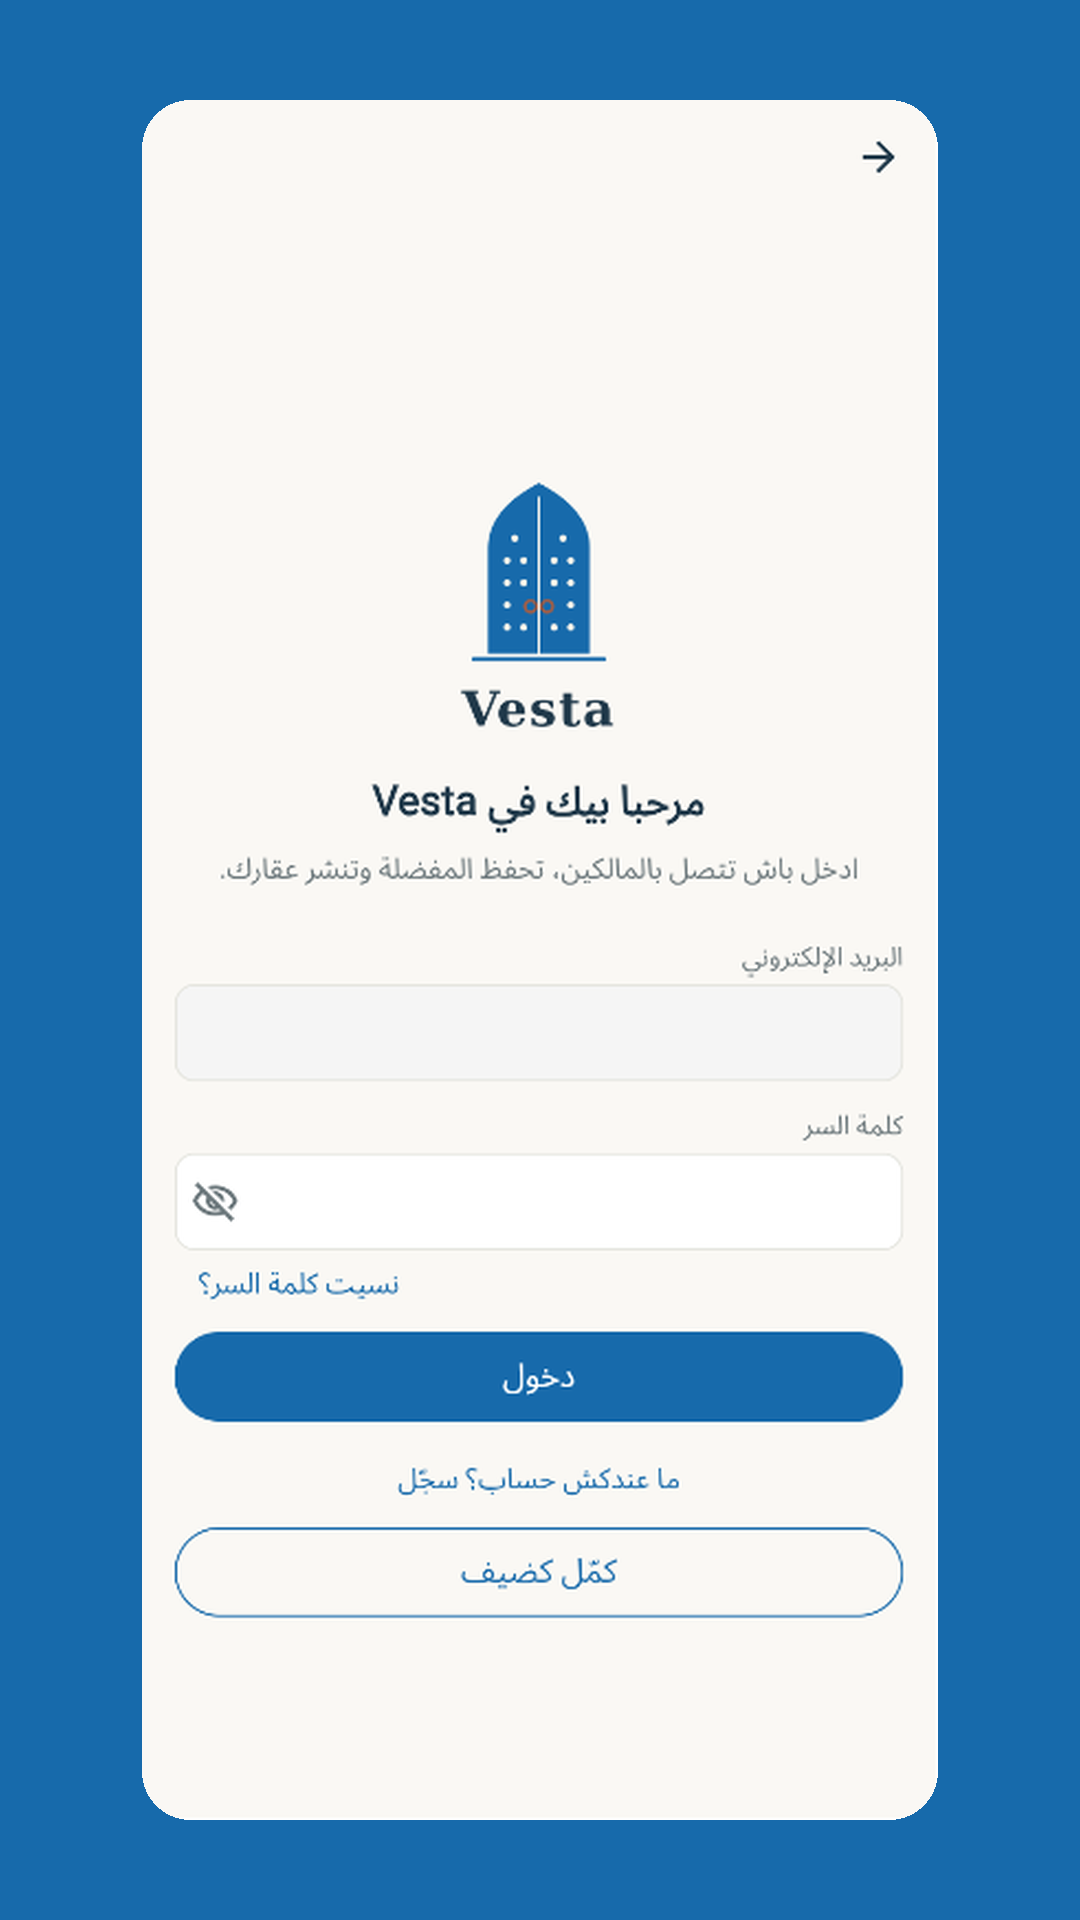 Vesta
مرحبا بيك في Vesta
ادخل باش تتصل بالمالكين، تحفظ المفضلة وتنشر عقارك.
البريد الإلكتروني
كلمة السر
نسيت كلمة السر؟
دخول
ما عندكش حساب؟ سجّل
كمّل كضيف